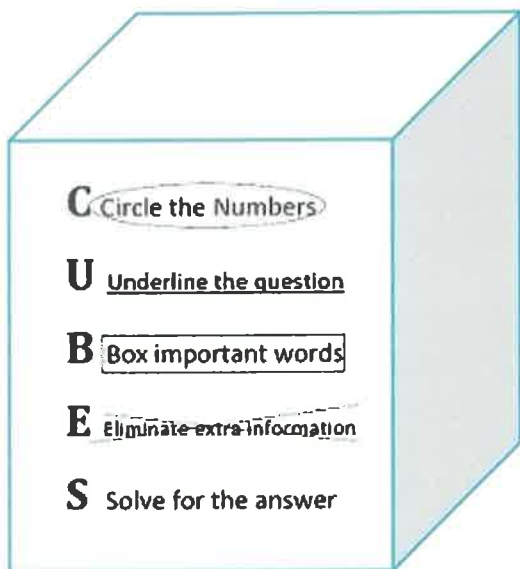 C Circle the Numbers
U Underline the question
B Box important words
E Eliminate extra information
S Solve for the answer